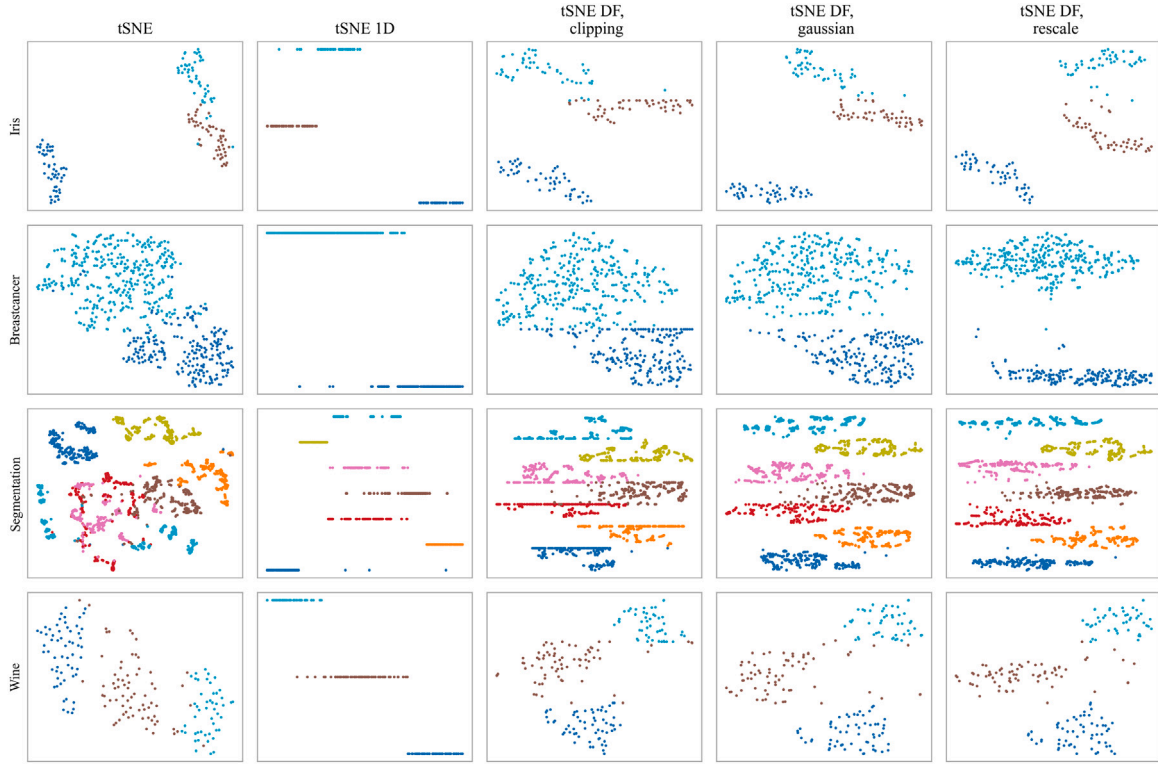 tSNE
tSNE 1D
tSNE DF,
clipping
tSNE DF,
gaussian
tSNE DF,
rescale
Iris
Breastcancer
Segmentation
Wine